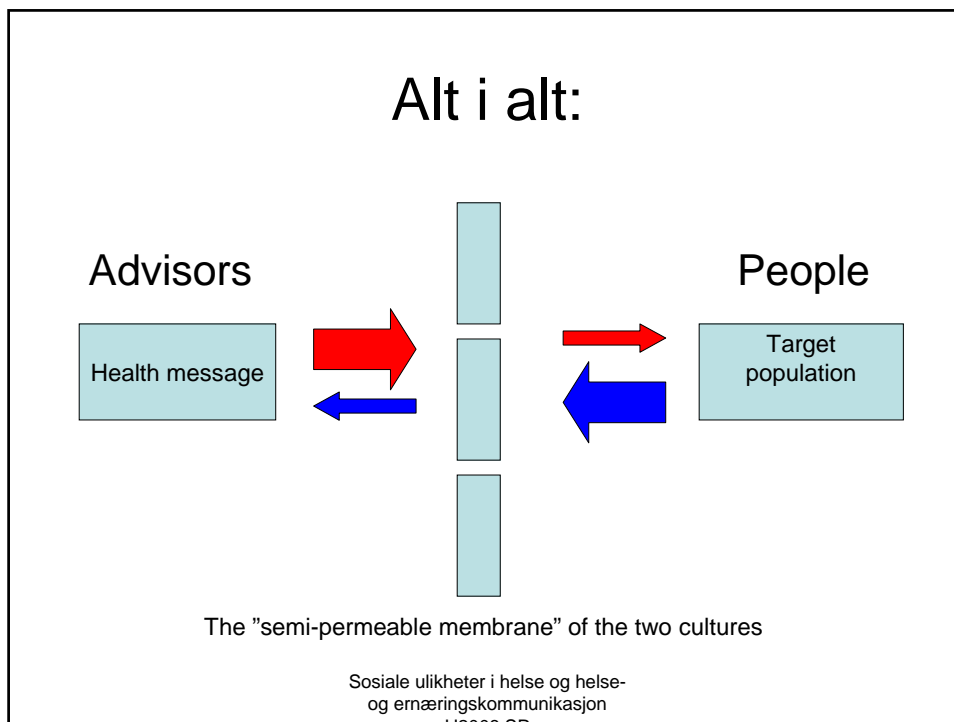 Alt i alt:
Advisors
People
Health message
Target
population
The ”semi-permeable membrane” of the two cultures
Sosiale ulikheter i helse og helse-
og ernæringskommunikasjon